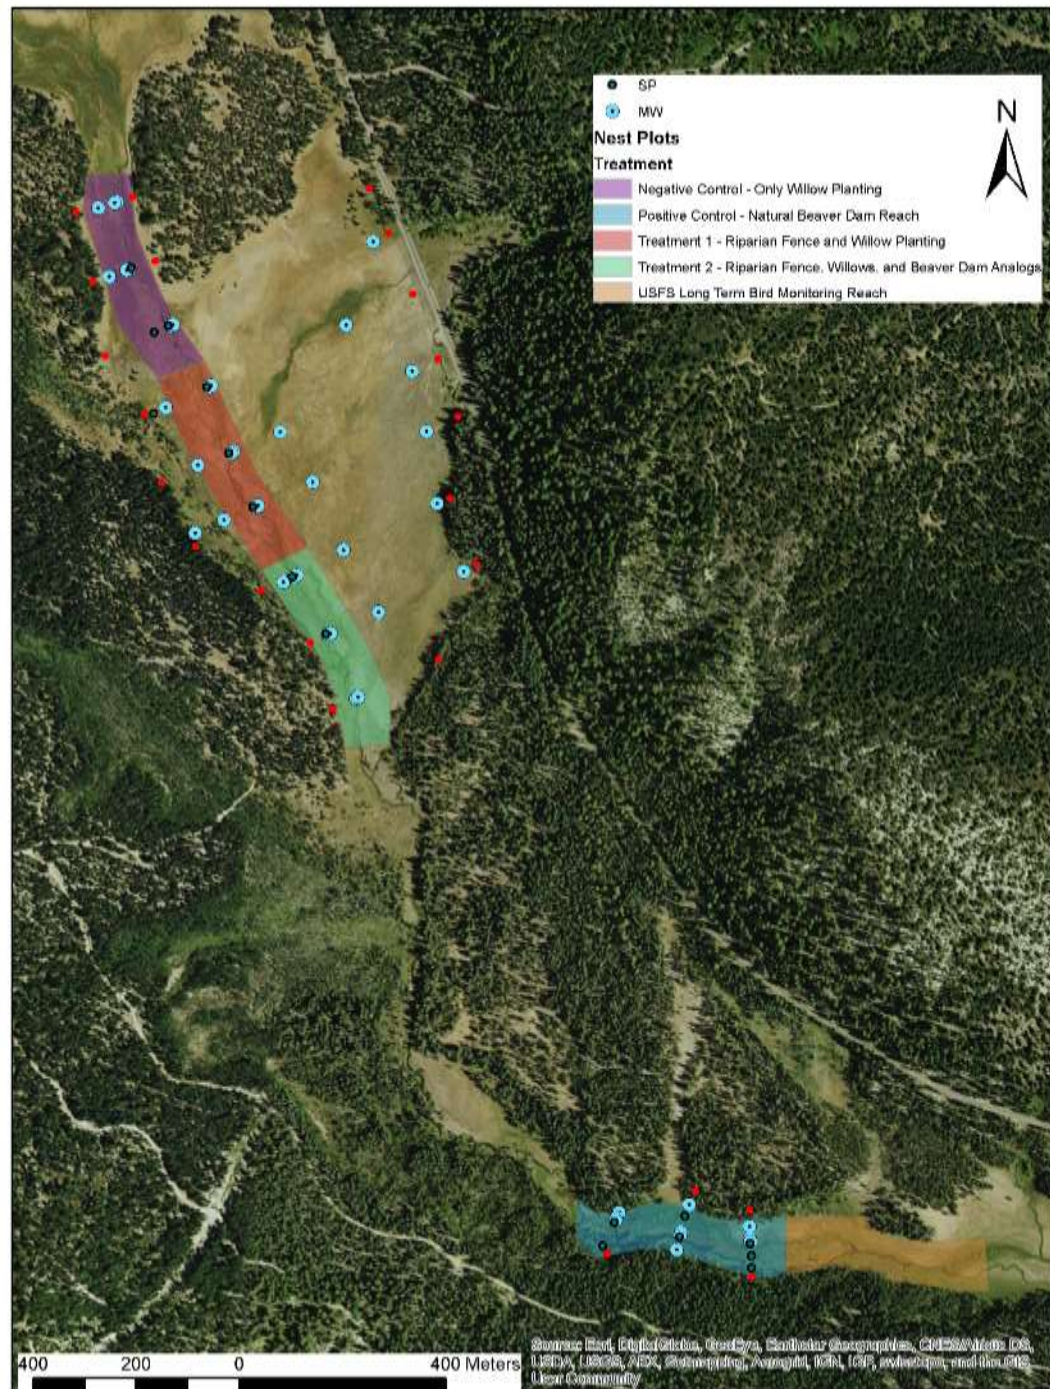 SP
MW
N
Nest Plots
Treatment
Negative Control - Only Willow Planting
Positive Control - Natural Beaver Dam Reach
Treatment 1 - Riparian Fence and Willow Planting
Treatment 2 - Riparian Fence, Willows, and Beaver Dam Analogs
USFS Long Term Bird Monitoring Reach
400 200 0 400 Meters
Source: Esri, DigitalGlobe, GeoEye, Earthstar Geographics, CNES/Airbus DS,
USDA, USGS, AEX, Getmapping, Aerogrid, IGN, IGP, swisstopo, and the GIS
User Community